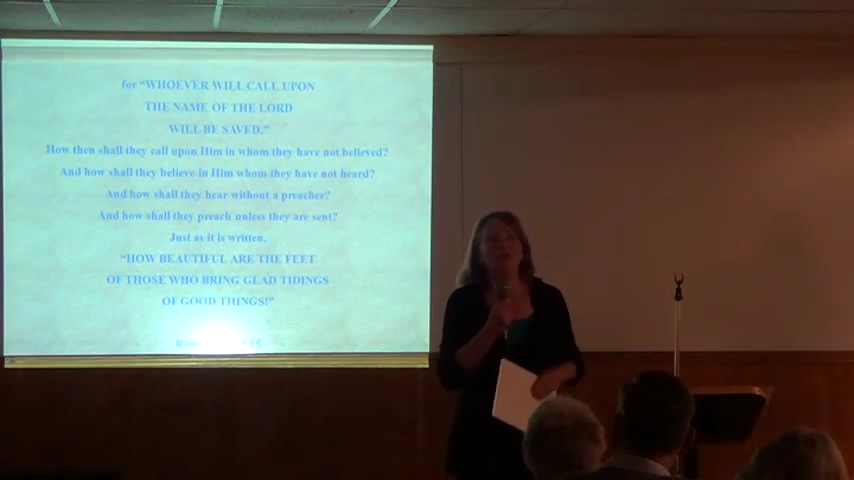 for “WHOEVER WILL CALL UPON
THE NAME OF THE LORD
WILL BE SAVED.”
How then shall they call upon Him in whom they have not believed?
And how shall they believe in Him whom they have not heard?
And how shall they hear without a preacher?
And how shall they preach unless they are sent?
Just as it is written,
“HOW BEAUTIFUL ARE THE FEET
OF THOSE WHO BRING GLAD TIDINGS
OF GOOD THINGS!”